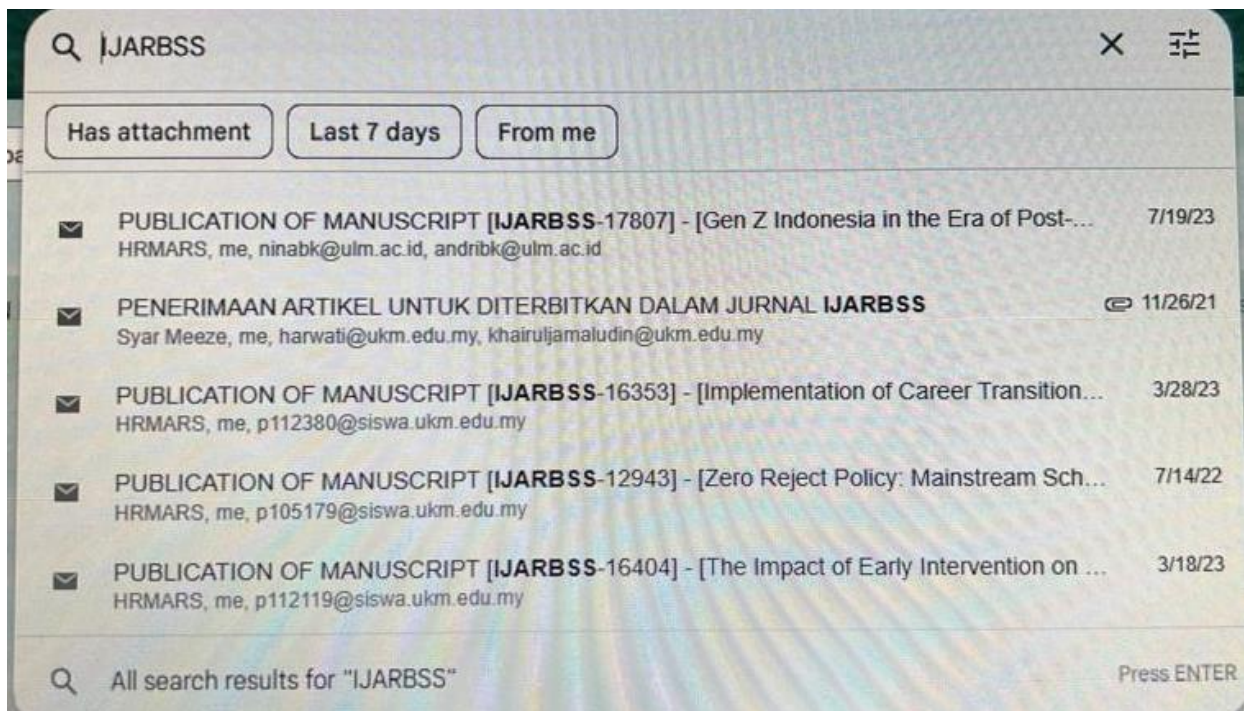 IJARBSS
Has attachment Last 7 days From me
PUBLICATION OF MANUSCRIPT [IJARBSS-17807] - [Gen Z Indonesia in the Era of Post-... 7/19/23
HRMARS, me, ninabk@ulm.ac.id, andribk@ulm.ac.id
PENERIMAAN ARTIKEL UNTUK DITERBITKAN DALAM JURNAL IJARBSS 11/26/21
Syar Meeze, me, harwati@ukm.edu.my, khairuljamaludin@ukm.edu.my
PUBLICATION OF MANUSCRIPT [IJARBSS-16353] - [Implementation of Career Transition... 3/28/23
HRMARS, me, p112380@siswa.ukm.edu.my
PUBLICATION OF MANUSCRIPT [IJARBSS-12943] - [Zero Reject Policy: Mainstream Sch... 7/14/22
HRMARS, me, p105179@siswa.ukm.edu.my
PUBLICATION OF MANUSCRIPT [IJARBSS-16404] - [The Impact of Early Intervention on ... 3/18/23
HRMARS, me, p112119@siswa.ukm.edu.my
All search results for "IJARBSS" Press ENTER